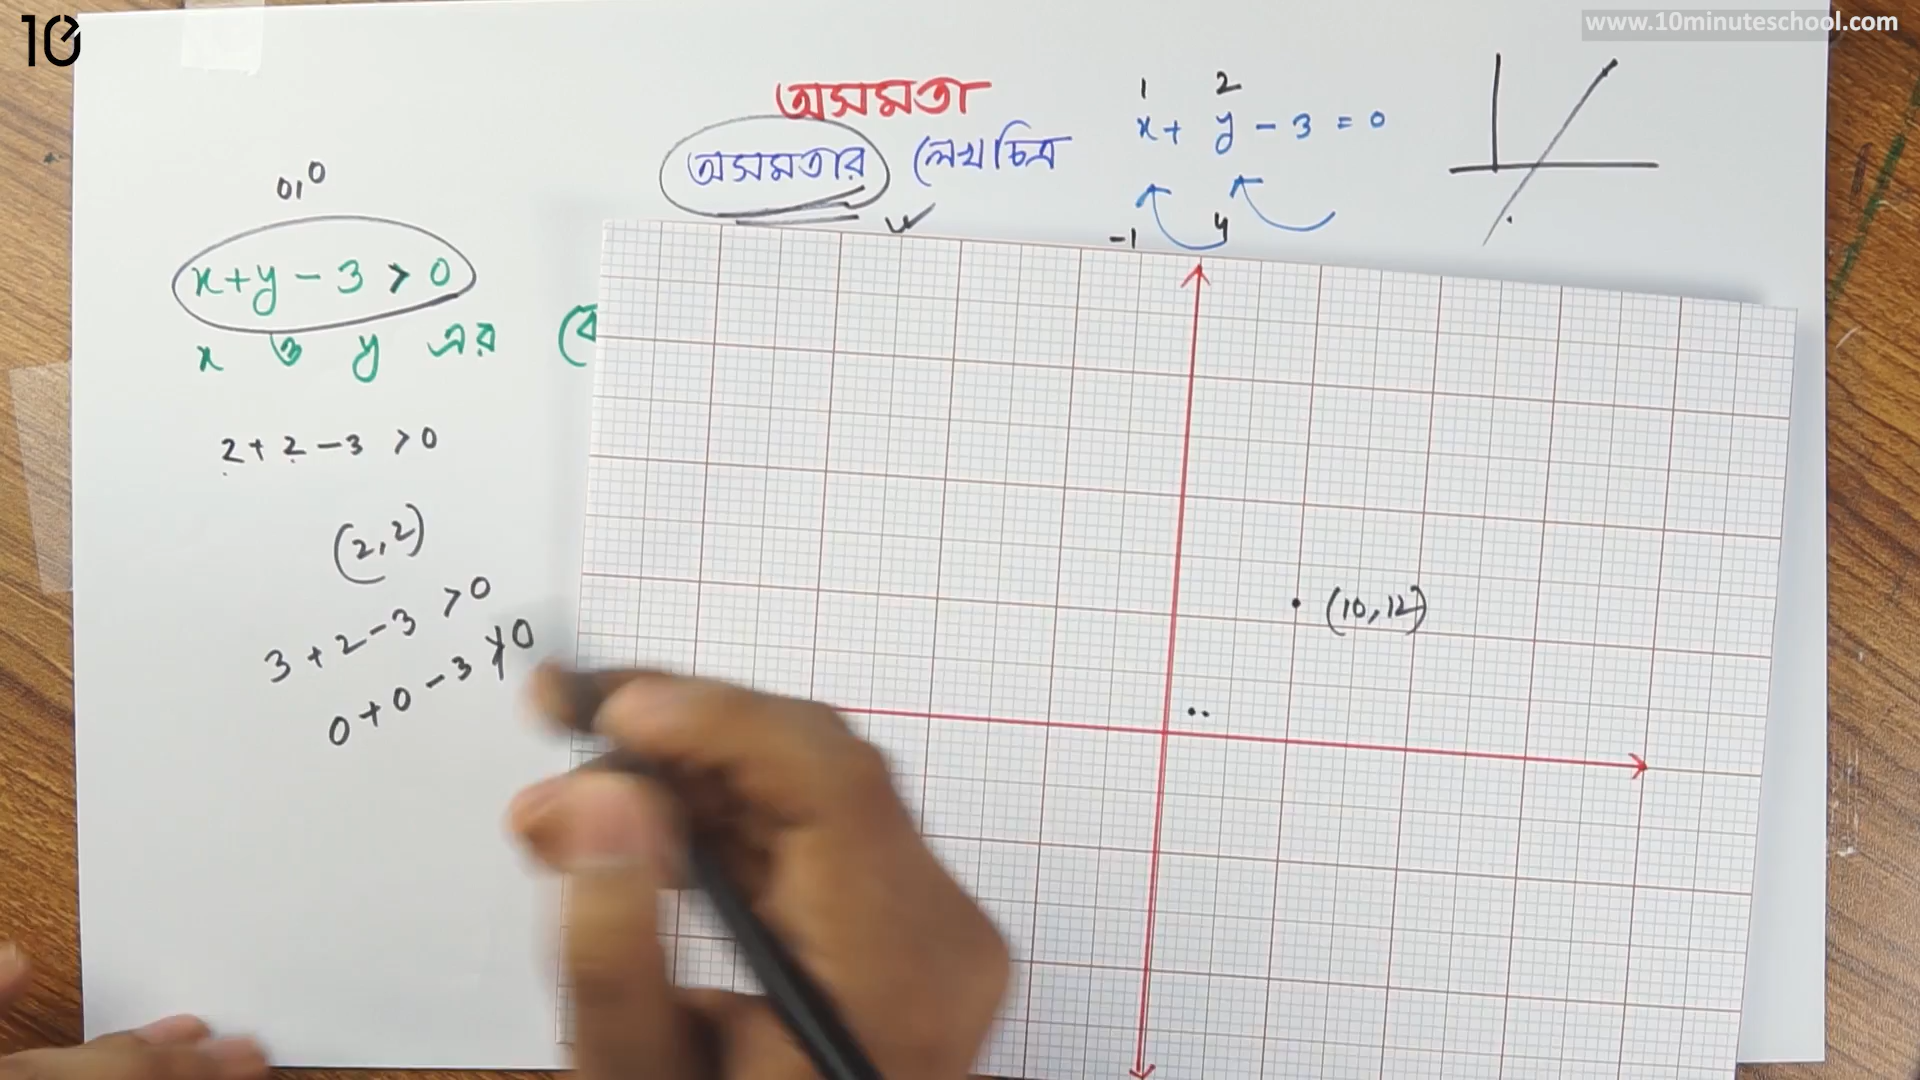 10
www.10minuteschool.com
অসমতা
অসমতার লেখচিত্র
1 2
x + y - 3 = 0
-1 4
0,0
x+y-3 > 0
x ও y এর
2+2-3 >0
(2,2)
3+2-3 >0
0+0-3 ≯0
(10,12)